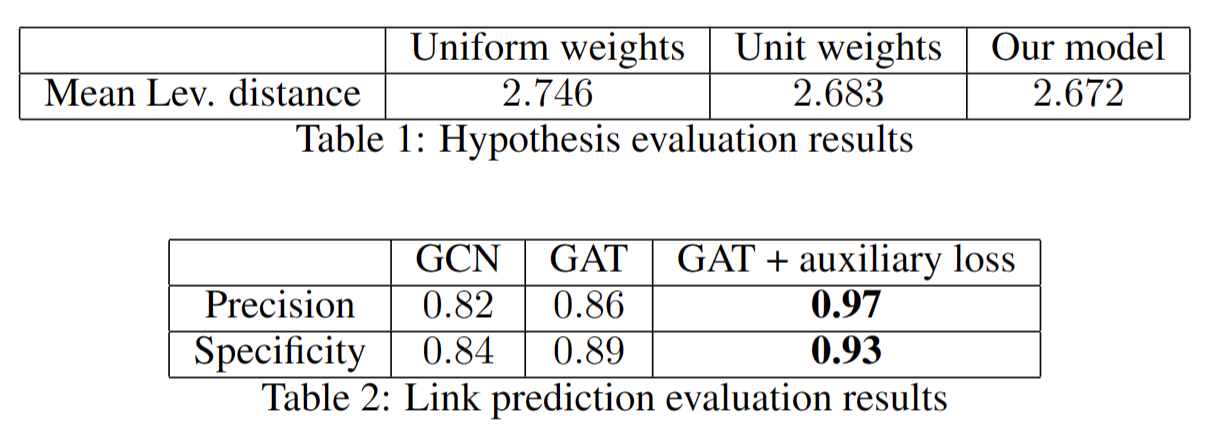 Uniform weights Unit weights Our model
Mean Lev. distance 2.746 2.683 2.672
Table 1: Hypothesis evaluation results
GCN GAT GAT + auxiliary loss
Precision 0.82 0.86 0.97
Specificity 0.84 0.89 0.93
Table 2: Link prediction evaluation results